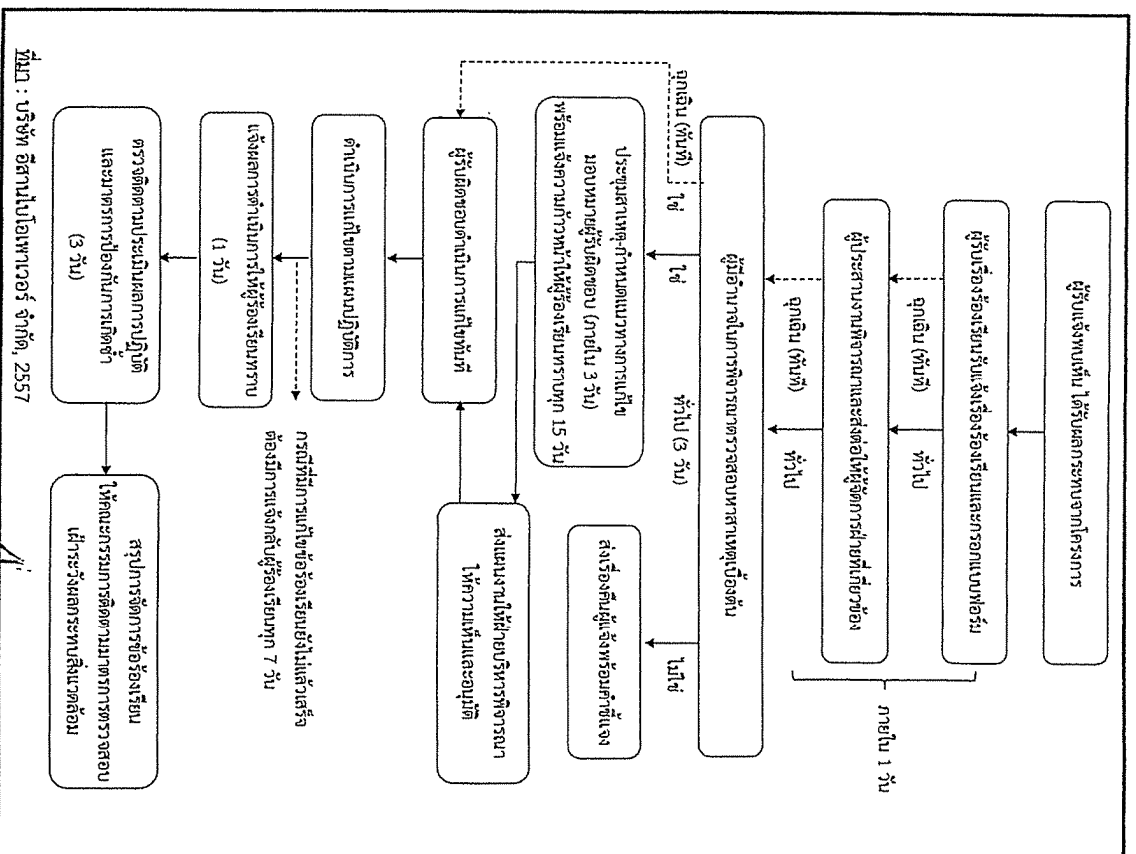 ผู้รับแจ้งพบเห็น ได้รับผลกระทบจากโครงการ
ผู้รับเรื่องร้องเรียนรับแจ้งเรื่องร้องเรียนและกรอกแบบฟอร์ม
ฉุกเฉิน (ทันที)
ทั่วไป
ภายใน 1 วัน
ผู้ประสานงานพิจารณาและส่งต่อให้ผู้จัดการฝ่ายที่เกี่ยวข้อง
ฉุกเฉิน (ทันที)
ทั่วไป
ผู้มีอำนาจในการพิจารณาตรวจสอบหาสาเหตุเบื้องต้น
ฉุกเฉิน (ทันที)
ใช่
ใช่
ทั่วไป (3 วัน)
ไม่ใช่
ประชุมสาเหตุ-กำหนดแนวทางการแก้ไข
มอบหมายผู้รับผิดชอบ (ภายใน 3 วัน)
พร้อมแจ้งความก้าวหน้าให้ผู้ร้องเรียนทราบทุก 15 วัน
ส่งเรื่องคืนผู้แจ้งพร้อมคำชี้แจง
ผู้รับผิดชอบดำเนินการแก้ไขทันที
ส่งแผนงานให้ฝ่ายบริหารพิจารณา
ให้ความเห็นและอนุมัติ
ดำเนินการแก้ไขตามแผนปฏิบัติการ
กรณีที่มีการแก้ไขข้อร้องเรียนยังไม่แล้วเสร็จ
ต้องมีการแจ้งกลับผู้ร้องเรียนทุก 7 วัน
แจ้งผลการดำเนินการให้ผู้ร้องเรียนทราบ
(1 วัน)
ตรวจติดตามประเมินผลการปฏิบัติ
และมาตรการป้องกันการเกิดซ้ำ
(3 วัน)
สรุปการจัดการข้อร้องเรียน
ให้คณะกรรมการติดตามมาตรการตรวจสอบ
เฝ้าระวังผลกระทบสิ่งแวดล้อม
ที่มา : บริษัท อีสานไบโอเพาเวอร์ จำกัด, 2557